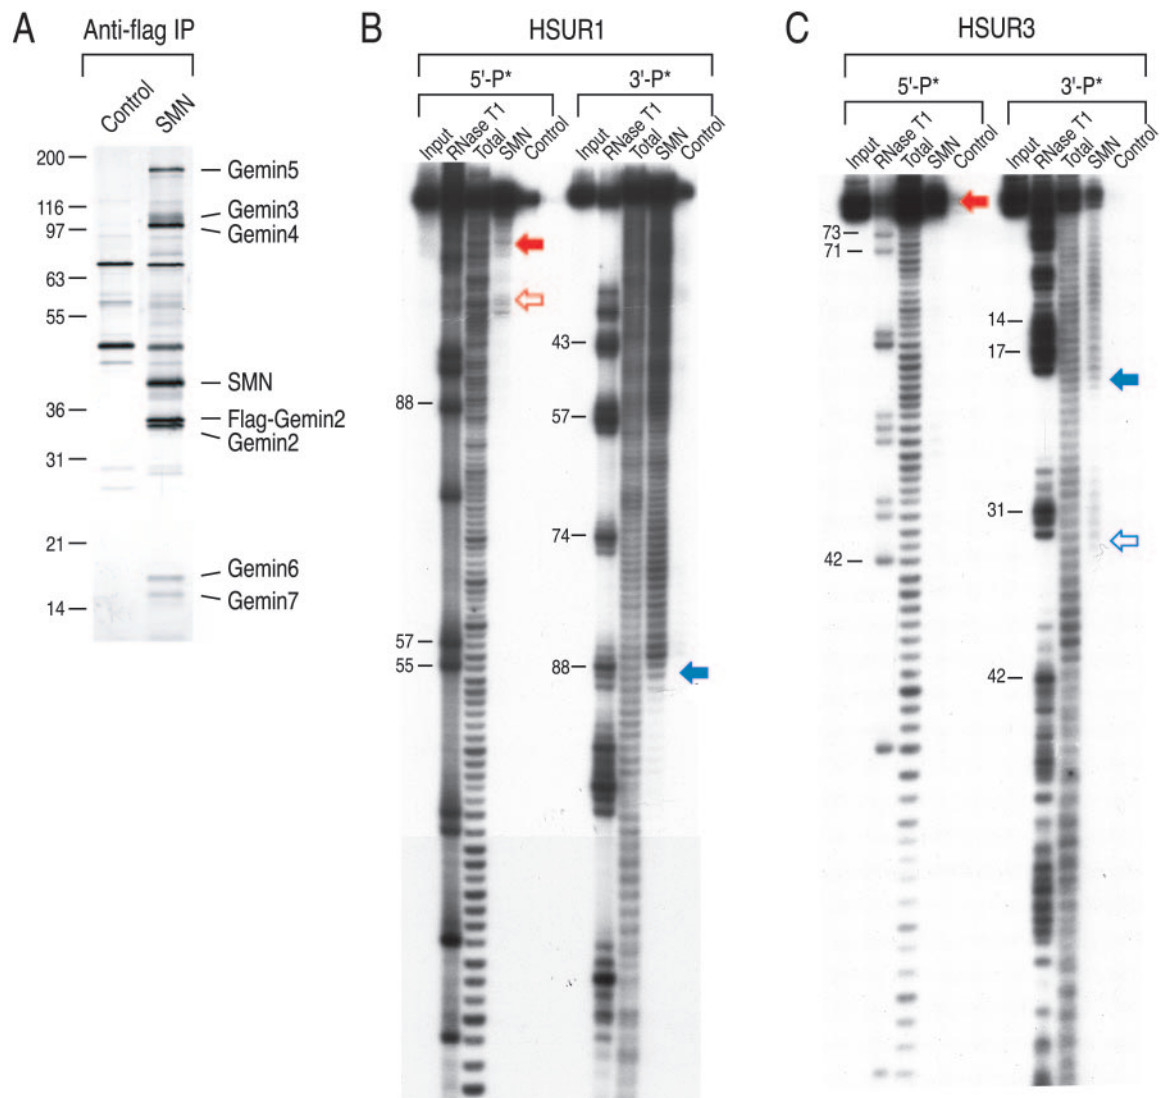 A
Anti-flag IP
Control
SMN
200
116
97
63
55
36
31
21
14
Gemin5
Gemin3
Gemin4
SMN
Flag-Gemin2
Gemin2
Gemin6
Gemin7
B
HSUR1
5'-P*
3'-P*
Input
RNase T1
Total
SMN
Control
Input
RNase T1
Total
SMN
Control
88
57
55
43
57
74
88
C
HSUR3
5'-P*
3'-P*
Input
RNase T1
Total
SMN
Control
Input
RNase T1
Total
SMN
Control
73
71
42
14
17
31
42